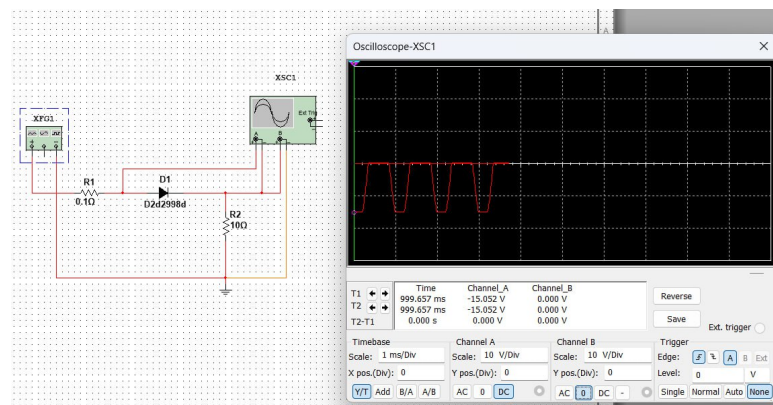 A
Oscilloscope-XSC1
XSC1
Ext Trig
A B
XFG1
R1
0.1Ω
D1
D2d2998d
R2
10Ω
Time Channel_A Channel_B
T1 999.657 ms -15.052 V 0.000 V
T2 999.657 ms -15.052 V 0.000 V
T2-T1 0.000 s 0.000 V 0.000 V
Reverse
Save
Ext. trigger
Timebase Channel A Channel B Trigger
Scale: 1 ms/Div Scale: 10 V/Div Scale: 10 V/Div Edge: A B Ext
X pos.(Div): 0 Y pos.(Div): 0 Y pos.(Div): 0 Level: 0 V
Y/T Add B/A A/B AC 0 DC AC 0 DC - Single Normal Auto None